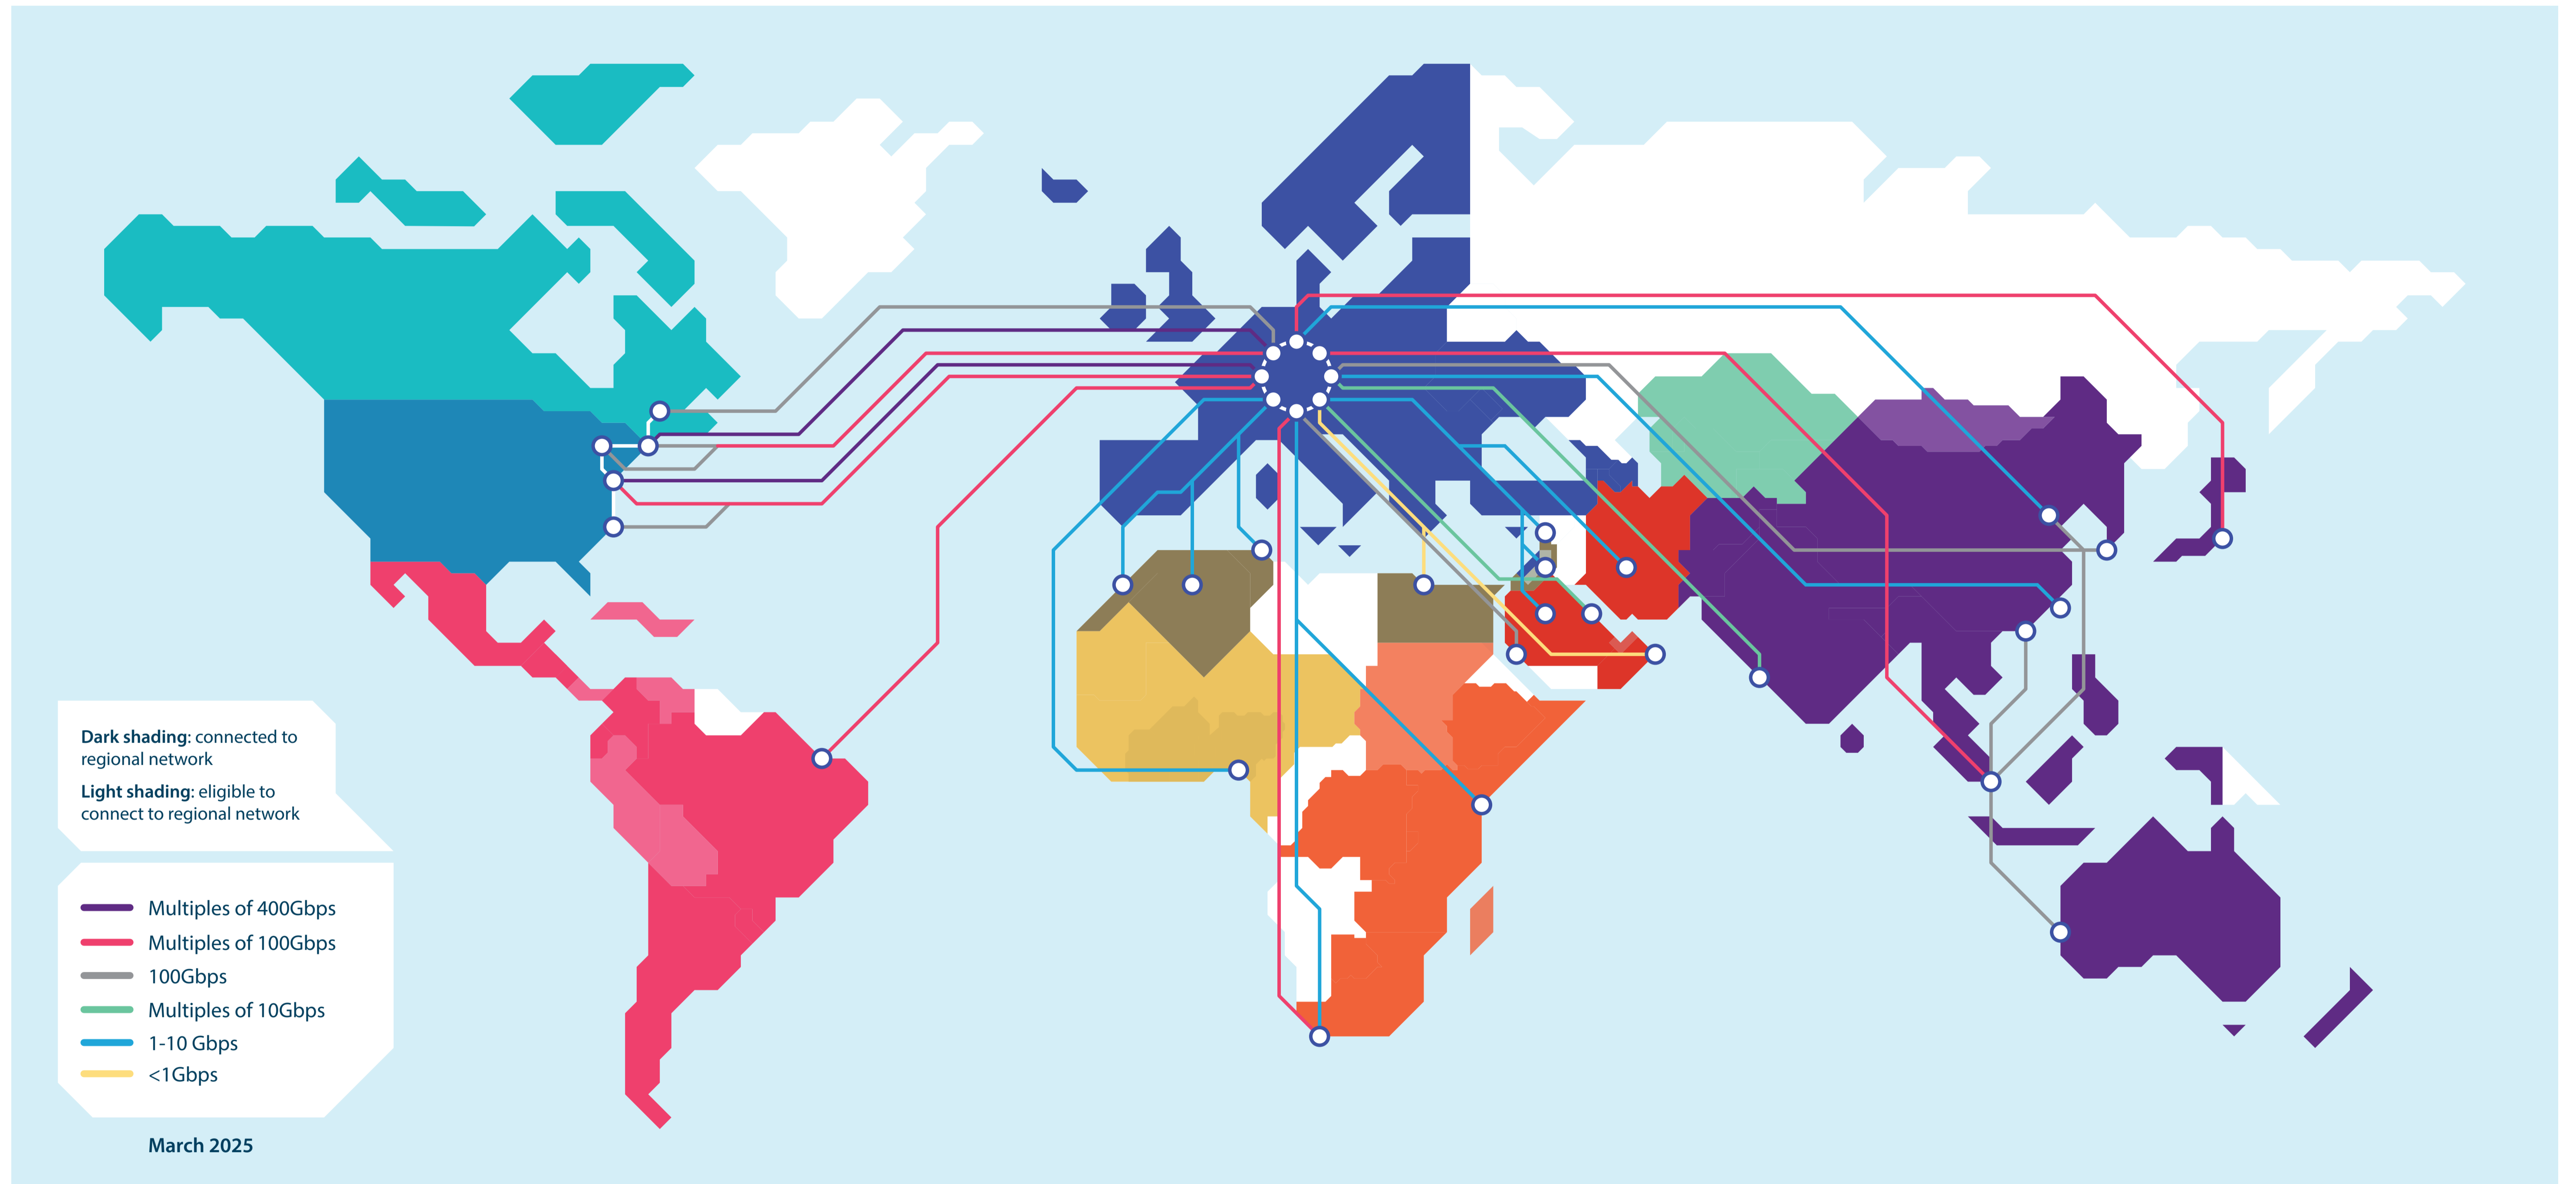 Dark shading: connected to
regional network
Light shading: eligible to
connect to regional network
Multiples of 400Gbps
Multiples of 100Gbps
100Gbps
Multiples of 10Gbps
1-10 Gbps
<1Gbps
March 2025